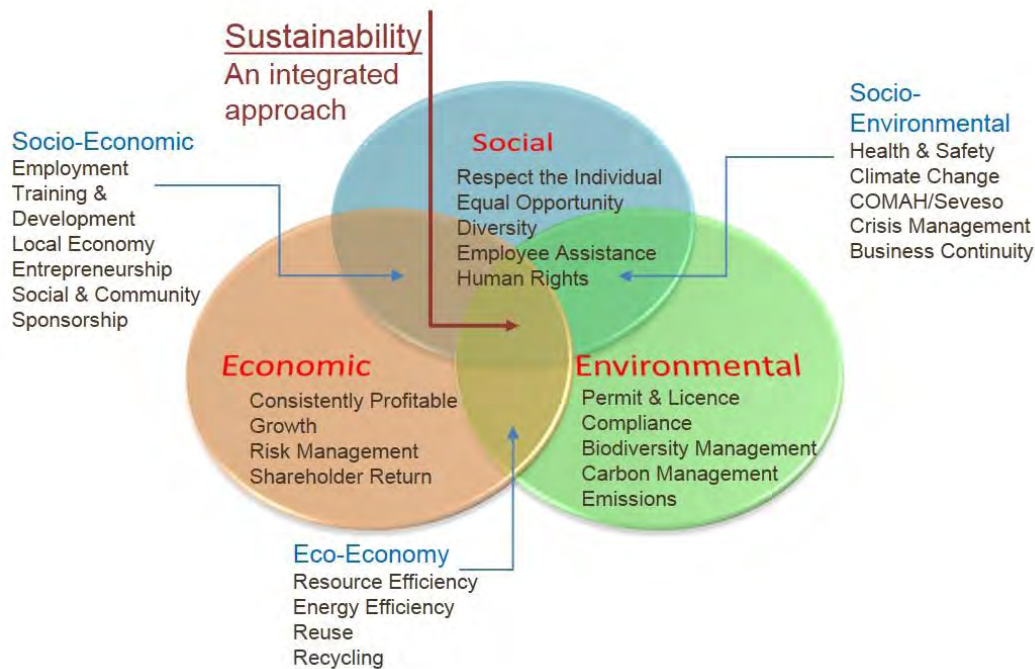 Sustainability
An integrated
approach
Socio-Economic
Employment
Training &
Development
Local Economy
Entrepreneurship
Social & Community
Sponsorship
Social
Respect the Individual
Equal Opportunity
Diversity
Employee Assistance
Human Rights
Socio-
Environmental
Health & Safety
Climate Change
COMAH/Seveso
Crisis Management
Business Continuity
Economic
Consistently Profitable
Growth
Risk Management
Shareholder Return
Environmental
Permit & Licence
Compliance
Biodiversity Management
Carbon Management
Emissions
Eco-Economy
Resource Efficiency
Energy Efficiency
Reuse
Recycling